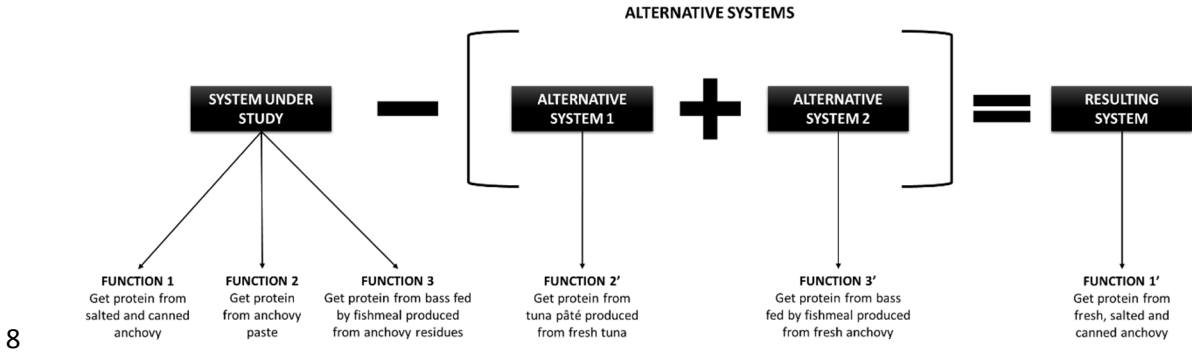 ALTERNATIVE SYSTEMS
SYSTEM UNDER
STUDY
ALTERNATIVE
SYSTEM 1
ALTERNATIVE
SYSTEM 2
RESULTING
SYSTEM
FUNCTION 1
Get protein from
salted and canned
anchovy
FUNCTION 2
Get protein
from anchovy
paste
FUNCTION 3
Get protein from bass fed
by fishmeal produced
from anchovy residues
FUNCTION 2’
Get protein from
tuna pâté produced
from fresh tuna
FUNCTION 3’
Get protein from bass
fed by fishmeal produced
from fresh anchovy
FUNCTION 1’
Get protein from
fresh, salted and
canned anchovy
8